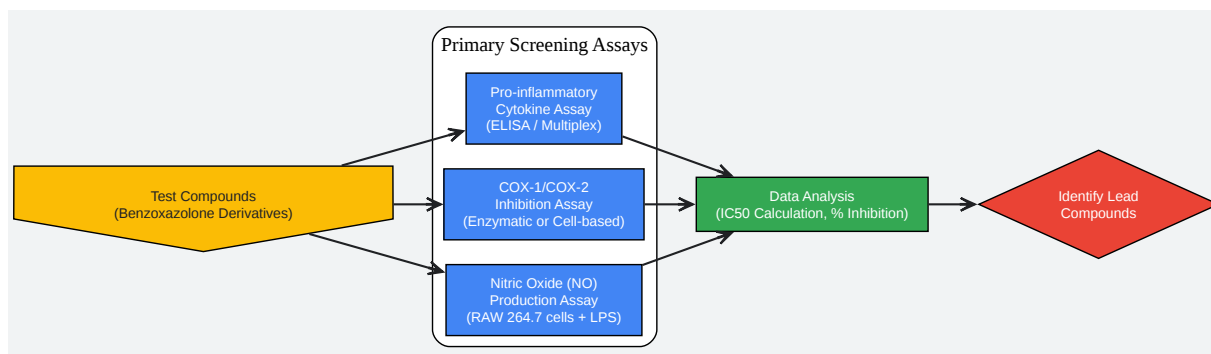 Primary Screening Assays
Pro-inflammatory
Cytokine Assay
(ELISA / Multiplex)
Test Compounds
(Benzoxazolone Derivatives)
COX-1/COX-2
Inhibition Assay
(Enzymatic or Cell-based)
Nitric Oxide (NO)
Production Assay
(RAW 264.7 cells + LPS)
Data Analysis
(IC50 Calculation, % Inhibition)
Identify Lead
Compounds